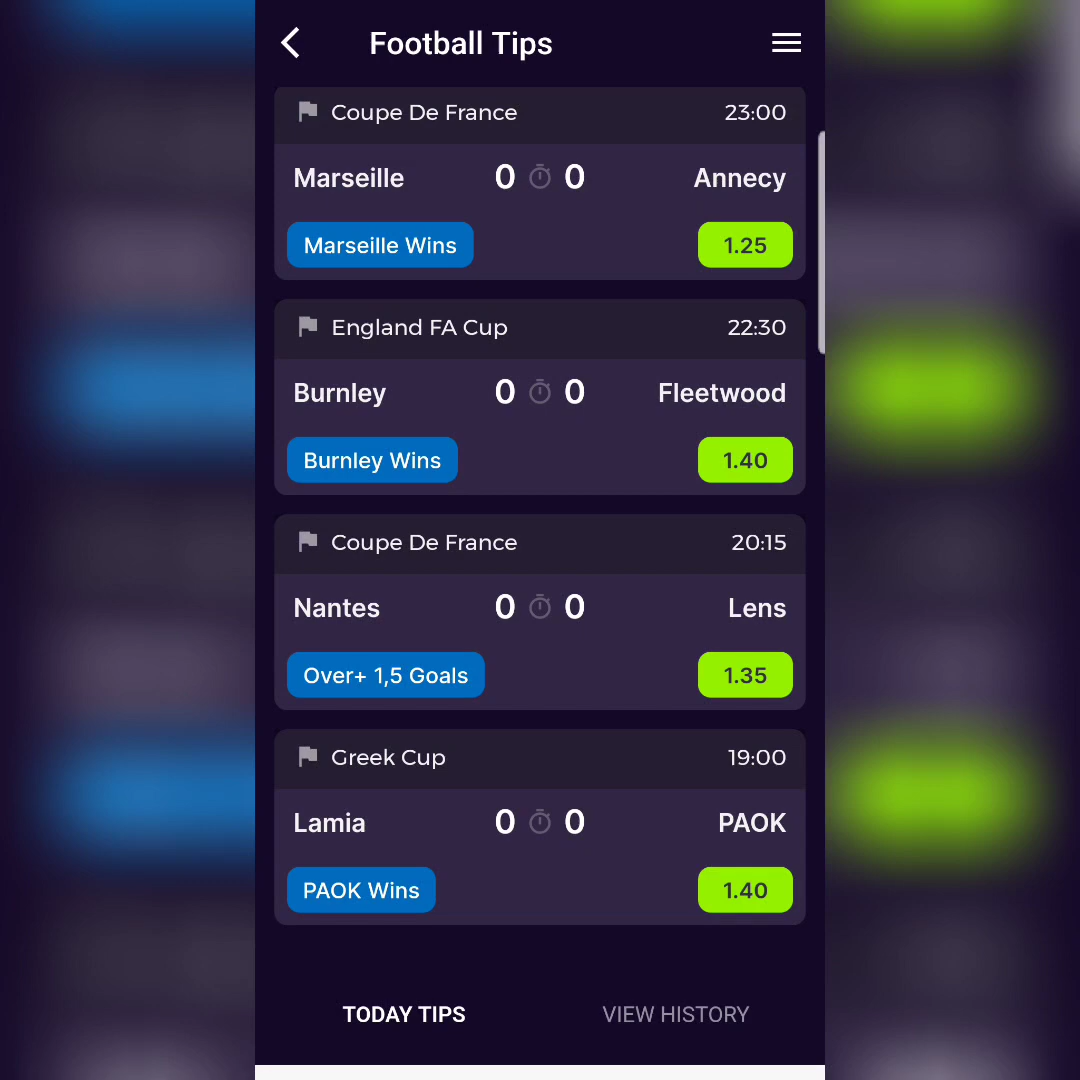 Football Tips
Coupe De France 23:00
Marseille 0 0 Annecy
Marseille Wins 1.25
England FA Cup 22:30
Burnley 0 0 Fleetwood
Burnley Wins 1.40
Coupe De France 20:15
Nantes 0 0 Lens
Over+ 1,5 Goals 1.35
Greek Cup 19:00
Lamia 0 0 PAOK
PAOK Wins 1.40
TODAY TIPS VIEW HISTORY